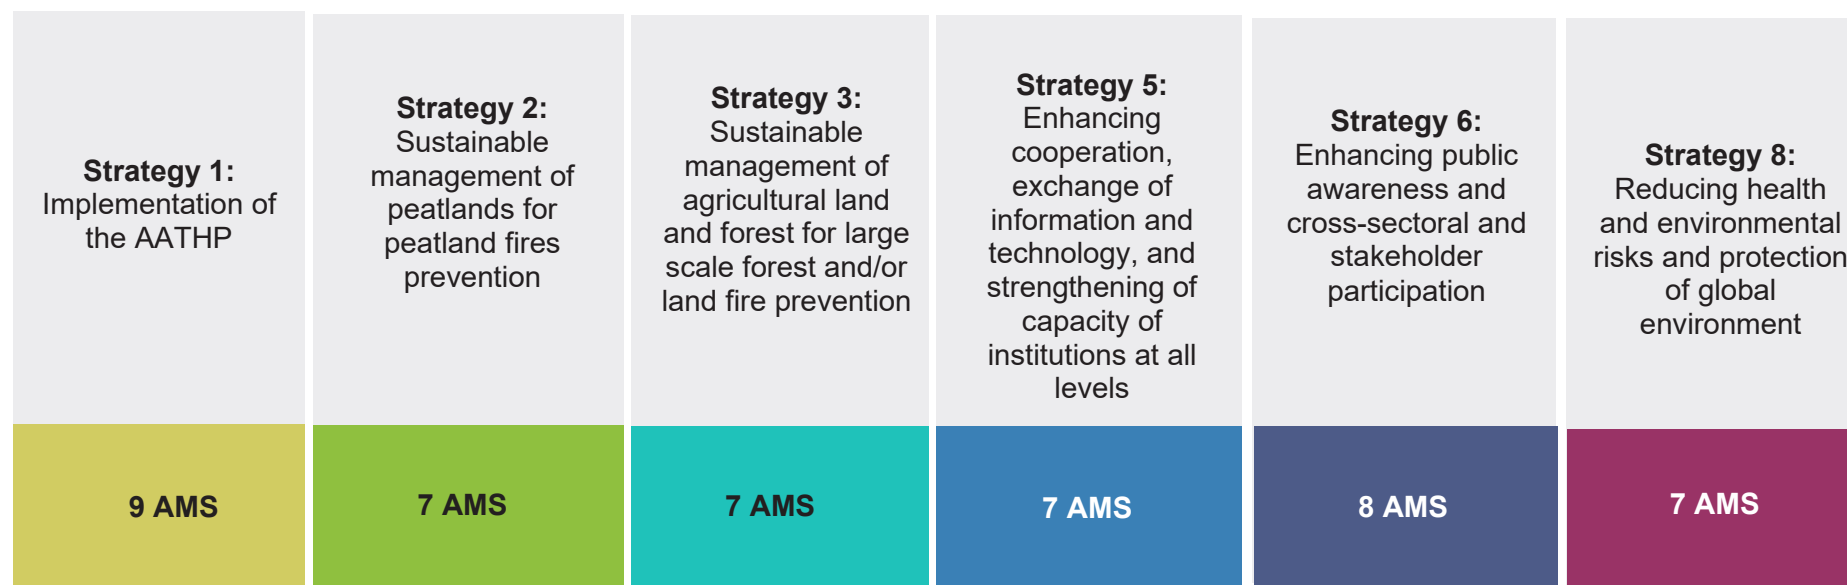 Strategy 1:
Implementation of
the AATHP
9 AMS
Strategy 2:
Sustainable
management of
peatlands for
peatland fires
prevention
7 AMS
Strategy 3:
Sustainable
management of
agricultural land
and forest for large
scale forest and/or
land fire prevention
7 AMS
Strategy 5:
Enhancing
cooperation,
exchange of
information and
technology, and
strengthening of
capacity of
institutions at all
levels
7 AMS
Strategy 6:
Enhancing public
awareness and
cross-sectoral and
stakeholder
participation
8 AMS
Strategy 8:
Reducing health
and environmental
risks and protection
of global
environment
7 AMS